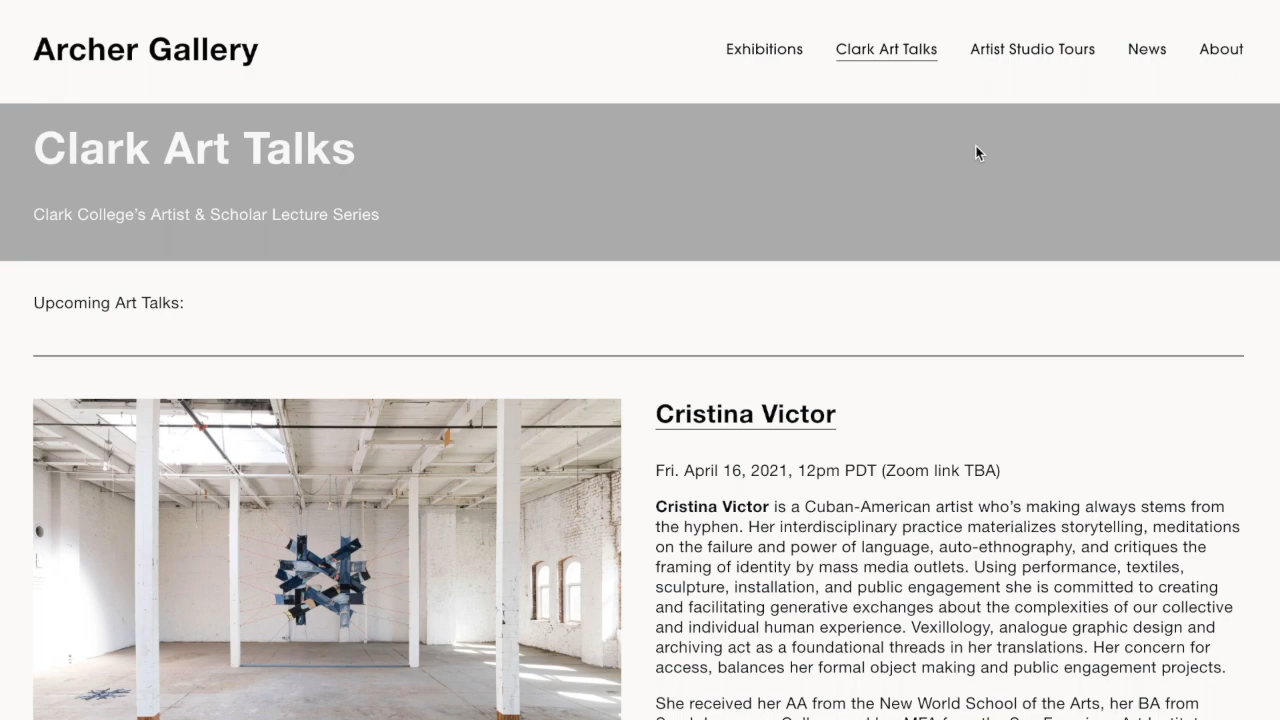 Archer Gallery
Exhibitions
Clark Art Talks
Artist Studio Tours
News
About
Clark Art Talks
Clark College's Artist & Scholar Lecture Series
Upcoming Art Talks:
Cristina Victor
Fri. April 16, 2021, 12pm PDT (Zoom link TBA)
Cristina Victor is a Cuban-American artist who's making always stems from
the hyphen. Her interdisciplinary practice materializes storytelling, meditations
on the failure and power of language, auto-ethnography, and critiques the
framing of identity by mass media outlets. Using performance, textiles,
sculpture, installation, and public engagement she is committed to creating
and facilitating generative exchanges about the complexities of our collective
and individual human experience. Vexillology, analogue graphic design and
archiving act as a foundational threads in her translations. Her concern for
access, balances her formal object making and public engagement projects.
She received her AA from the New World School of the Arts, her BA from